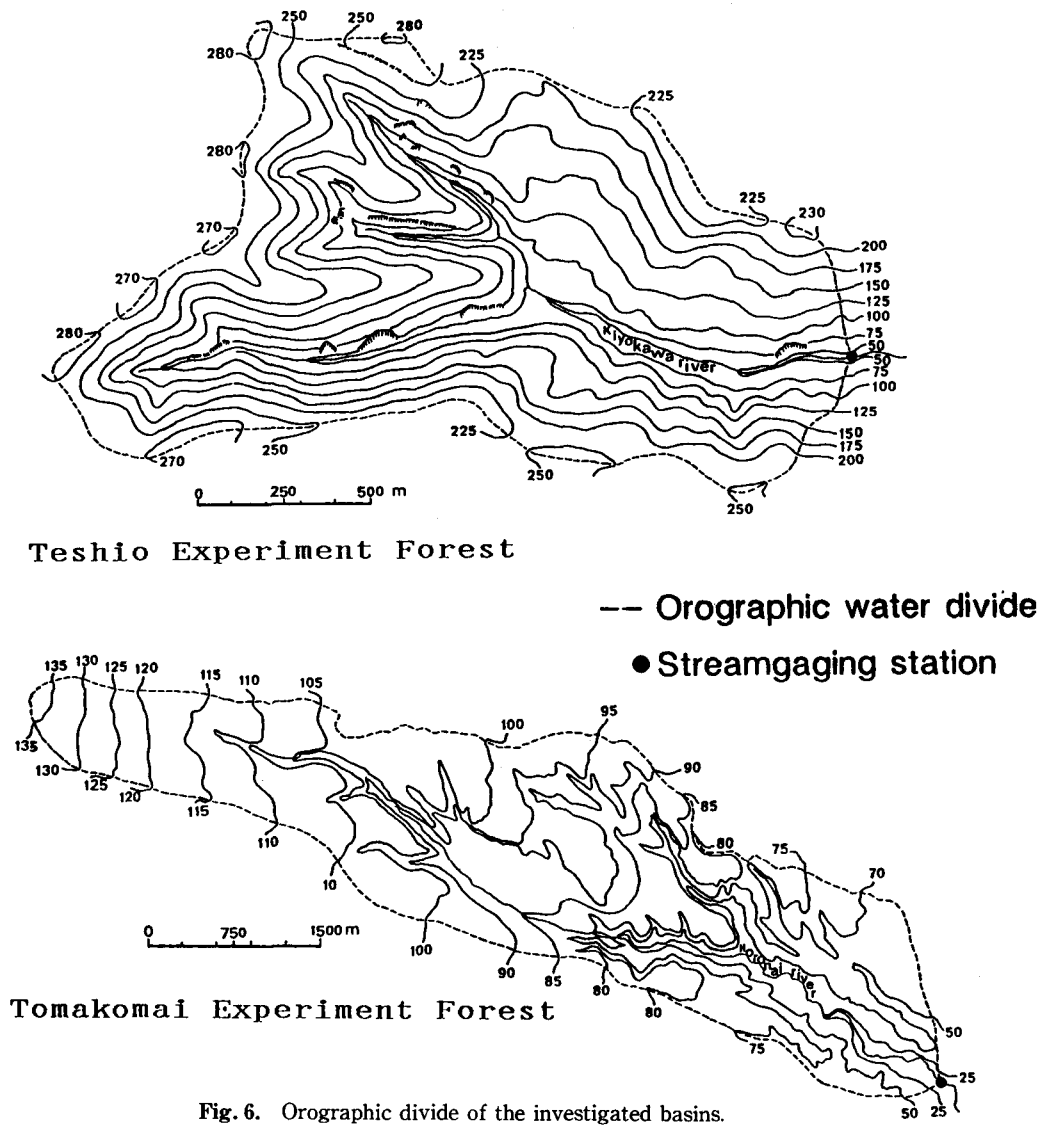 250 250 280
280 225
225
280
225 230
270
200
270 175
150
125
100
280 75
50
Kiyokawa river 50
75
100
125
225 150
250 175
270 250 200
250
0 250 500 m
Teshio Experiment Forest
-- Orographic water divide
● Streamgaging station
135 130 125 120 115 110 105
100 95
90
85
135
130 125 120 115 80 75 70
110
10
0 750 1500 m
100 90 85 80
Horonai river
80
50
Tomakomai Experiment Forest
75
25
50 25
Fig. 6. Orographic divide of the investigated basins.